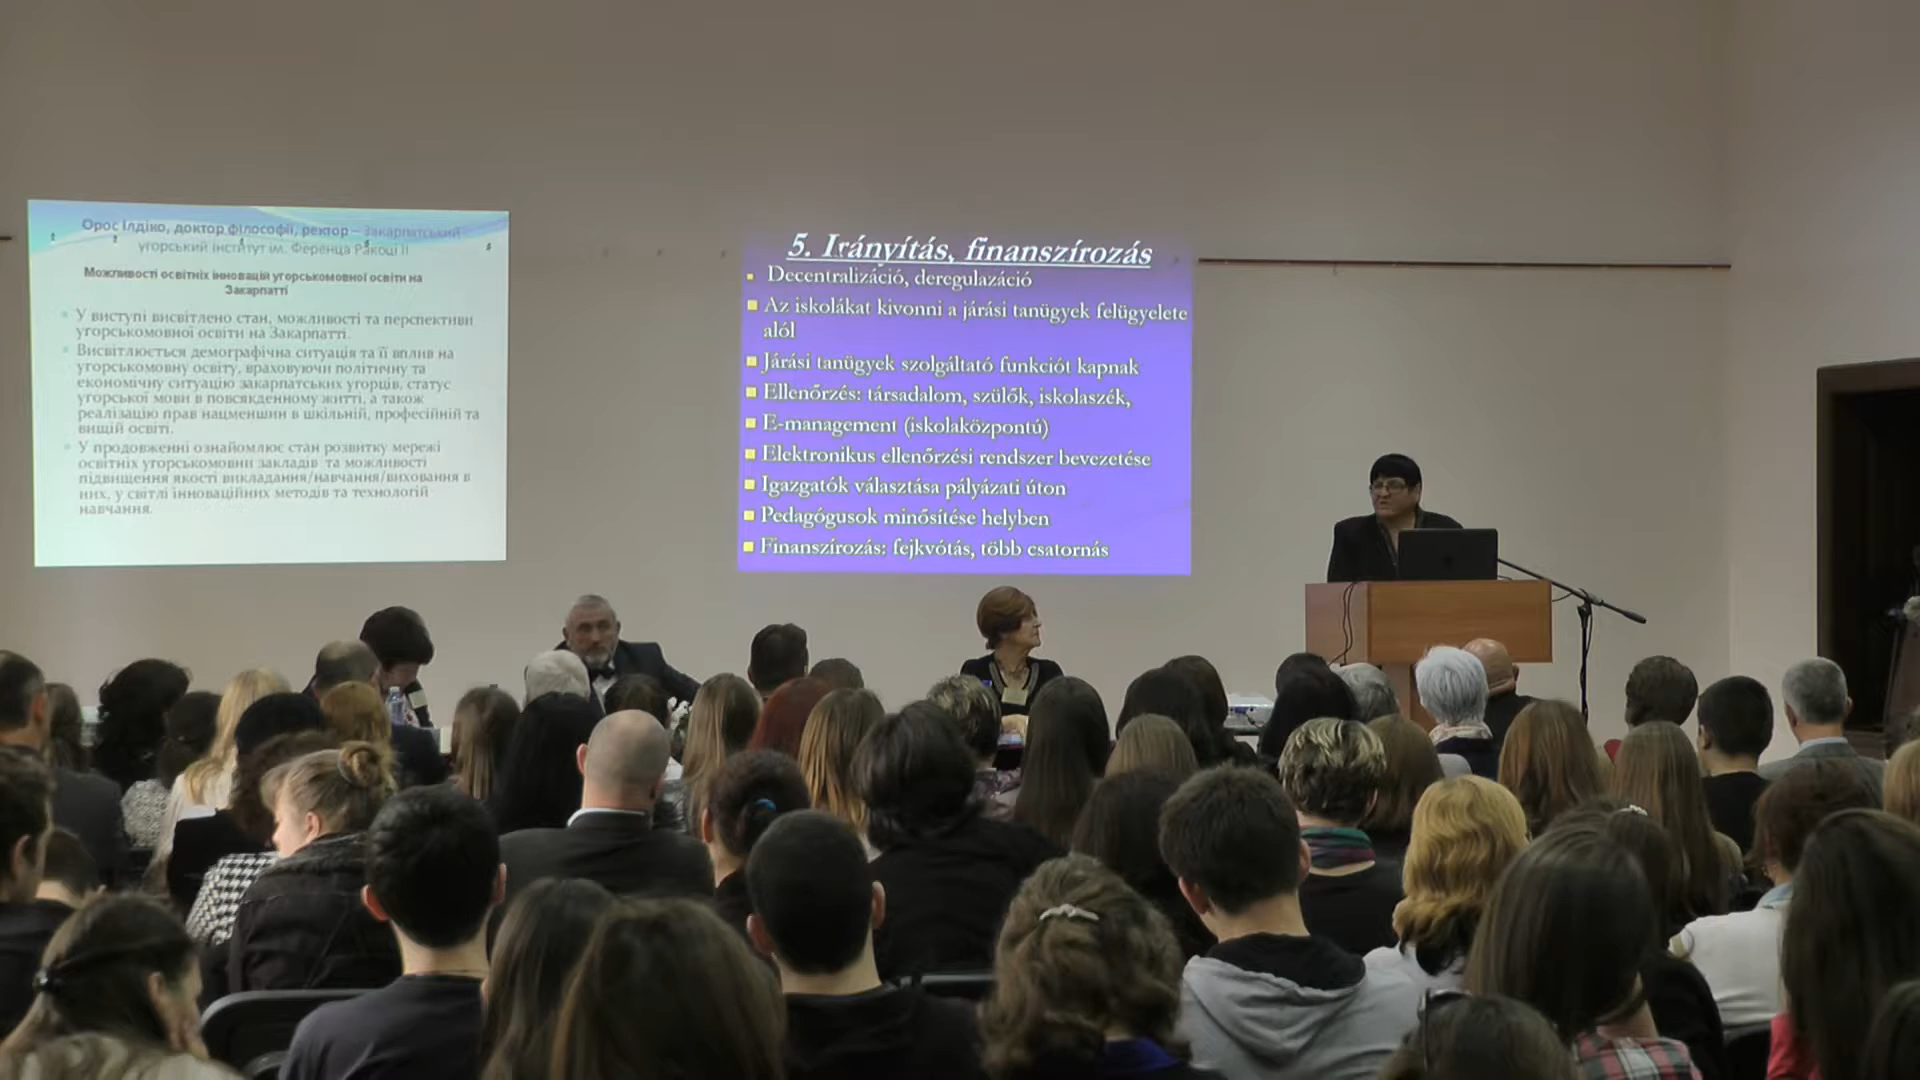 Орос Ілдіко, доктор філософії, ректор – Закарпатський
угорський інститут ім. Ференца Ракоці ІІ
Можливості освітніх інновацій угорськомовної освіти на
Закарпатті
У виступі висвітлено стан, можливості та перспективи
угорськомовної освіти на Закарпатті.
Висвітлюється демографічна ситуація та її вплив на
угорськомовну освіту, враховуючи політичну та
економічну ситуацію закарпатських угорців, статус
угорської мови в повсякденному житті, а також
реалізацію прав нацменшин в шкільній, професійній та
вищій освіті.
У продовженні ознайомлює стан розвитку мережі
освітніх угорськомовни закладів та можливості
підвищення якості викладання/навчання/виховання в
них, у світлі інноваційних методів та технологій
навчання.
5. Irányítás, finanszírozás
Decentralizáció, deregulazáció
Az iskolákat kivonni a járási tanügyek felügyelete
alól
Járási tanügyek szolgáltató funkciót kapnak
Ellenőrzés: társadalom, szülők, iskolaszék,
E-management (iskolaközpontú)
Elektronikus ellenőrzési rendszer bevezetése
Igazgatók választása pályázati úton
Pedagógusok minősítése helyben
Finanszírozás: fejkvótás, több csatornás